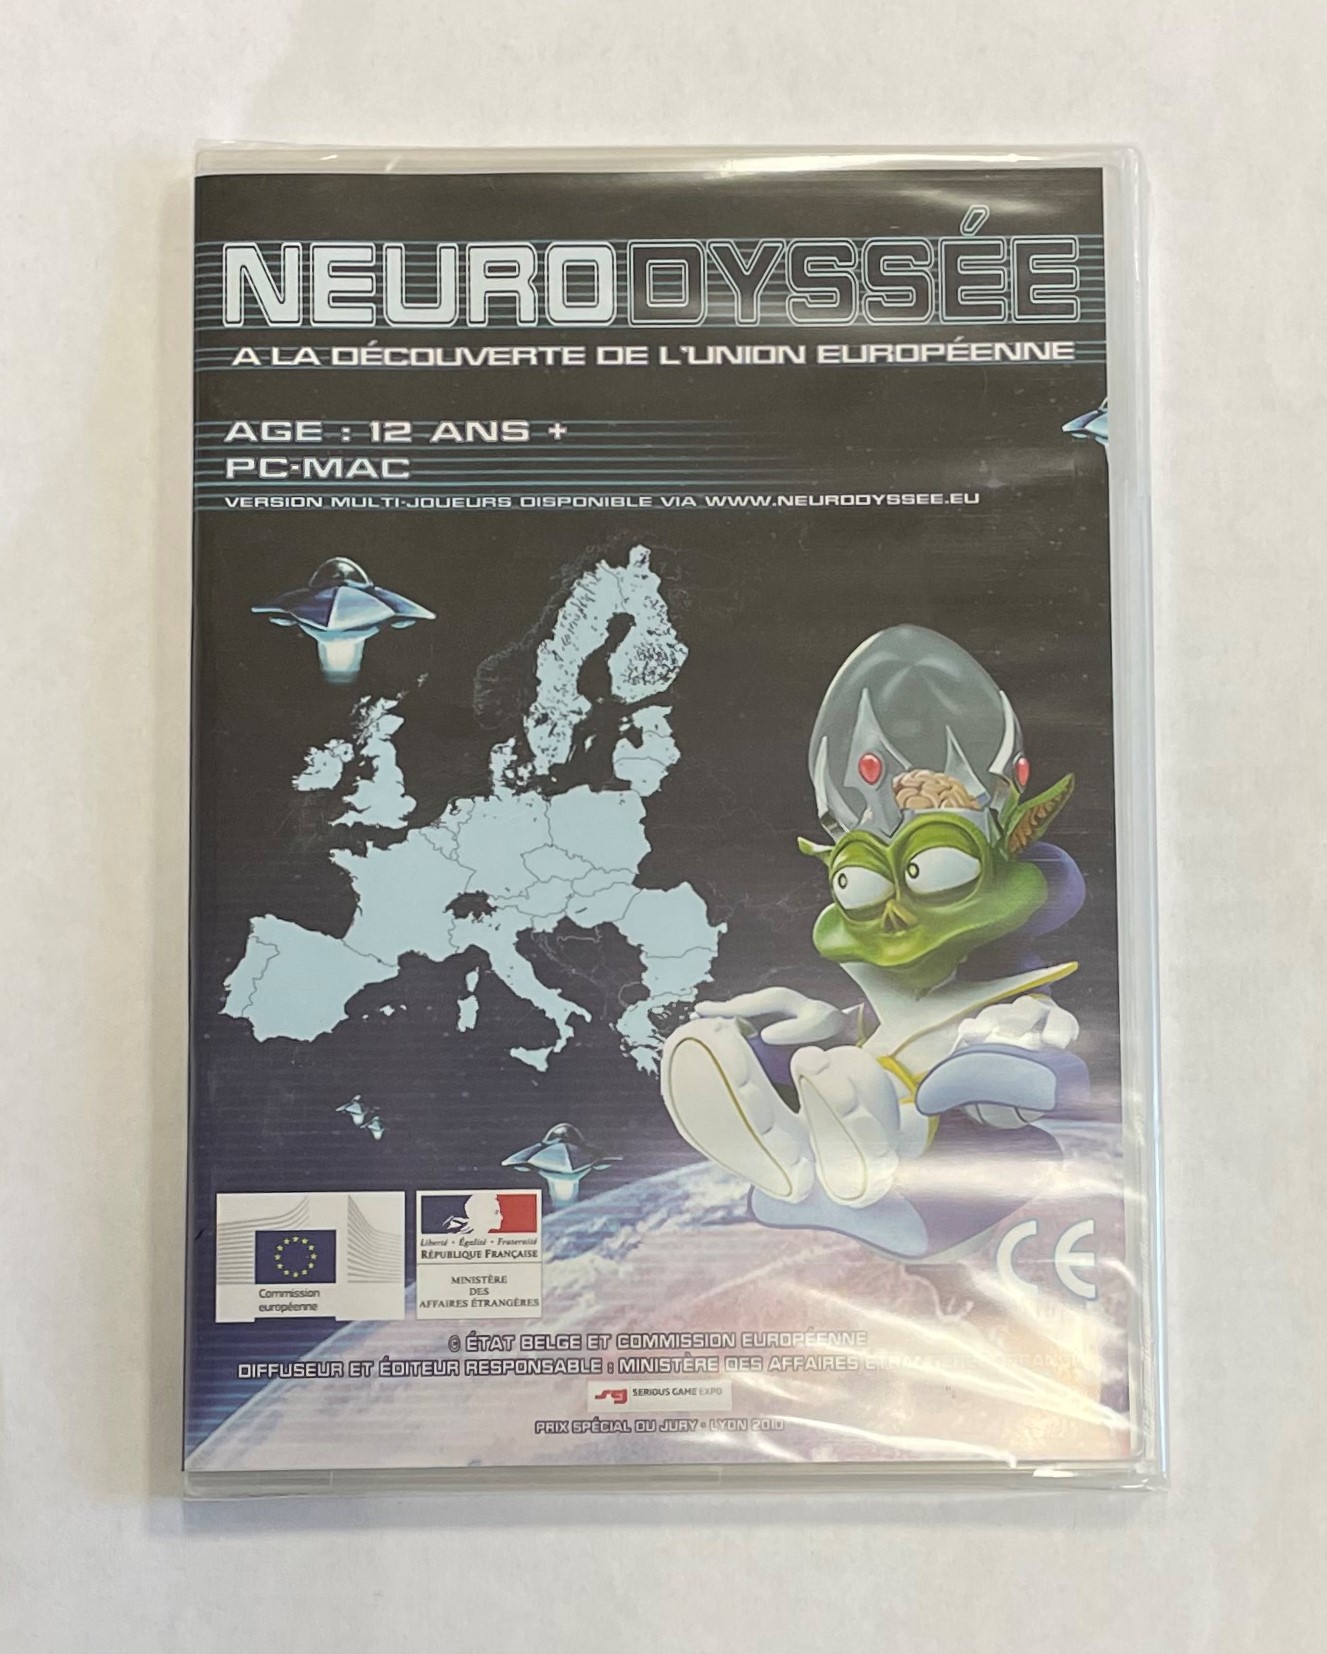 NEURODYSSÉE
A LA DÉCOUVERTE DE L'UNION EUROPÉENNE
AGE : 12 ANS +
PC-MAC
VERSION MULTI-JOUEURS DISPONIBLE VIA WWW.NEURODYSSEE.EU
Commission
européenne
Liberté • Égalité • Fraternité
RÉPUBLIQUE FRANÇAISE
MINISTÈRE
DES
AFFAIRES ÉTRANGÈRES
CE
© ÉTAT BELGE ET COMMISSION EUROPÉENNE
DIFFUSEUR ET ÉDITEUR RESPONSABLE : MINISTÈRE DES AFFAIRES
sg SERIOUS GAME EXPO
PRIX SPÉCIAL DU JURY - LYON 2010